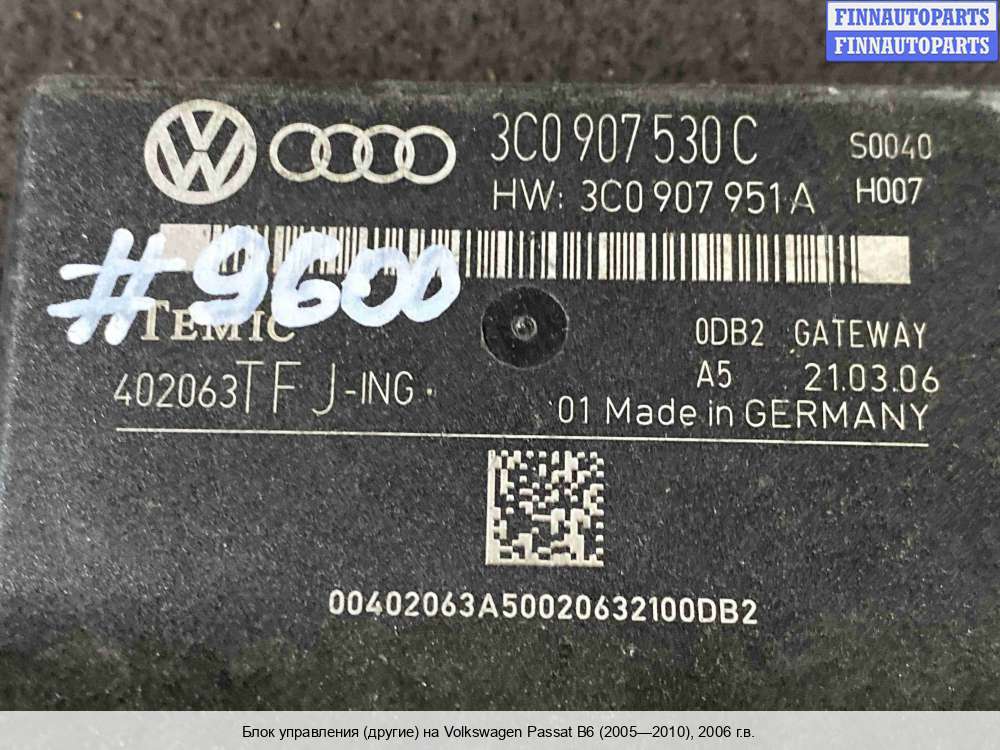 FINNAUTOPARTS
FINNAUTOPARTS
3C0 907 530 C S0040
HW: 3C0 907 951 A H007
#9600
TEMIC
0DB2 GATEWAY
402063TFJ-ING. A5 21.03.06
01 Made in GERMANY
00402063A50020632100DB2
Блок управления (другие) на Volkswagen Passat B6 (2005—2010), 2006 г.в.